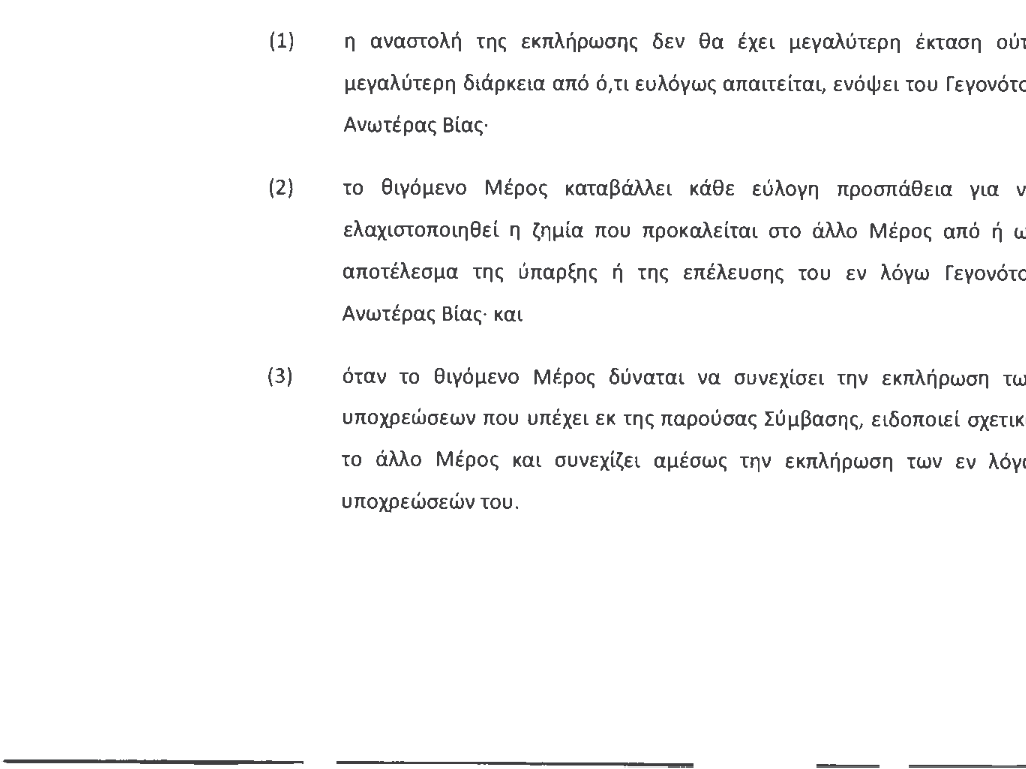 (1) η αναστολή της εκπλήρωσης δεν θα έχει μεγαλύτερη έκταση ούτ
μεγαλύτερη διάρκεια από ό,τι ευλόγως απαιτείται, ενόψει του Γεγονότο
Ανωτέρας Βίας·
(2) το θιγόμενο Μέρος καταβάλλει κάθε εύλογη προσπάθεια για ν
ελαχιστοποιηθεί η ζημία που προκαλείται στο άλλο Μέρος από ή ω
αποτέλεσμα της ύπαρξης ή της επέλευσης του εν λόγω Γεγονότο
Ανωτέρας Βίας· και
(3) όταν το θιγόμενο Μέρος δύναται να συνεχίσει την εκπλήρωση τω
υποχρεώσεων που υπέχει εκ της παρούσας Σύμβασης, ειδοποιεί σχετικ
το άλλο Μέρος και συνεχίζει αμέσως την εκπλήρωση των εν λόγ
υποχρεώσεών του.